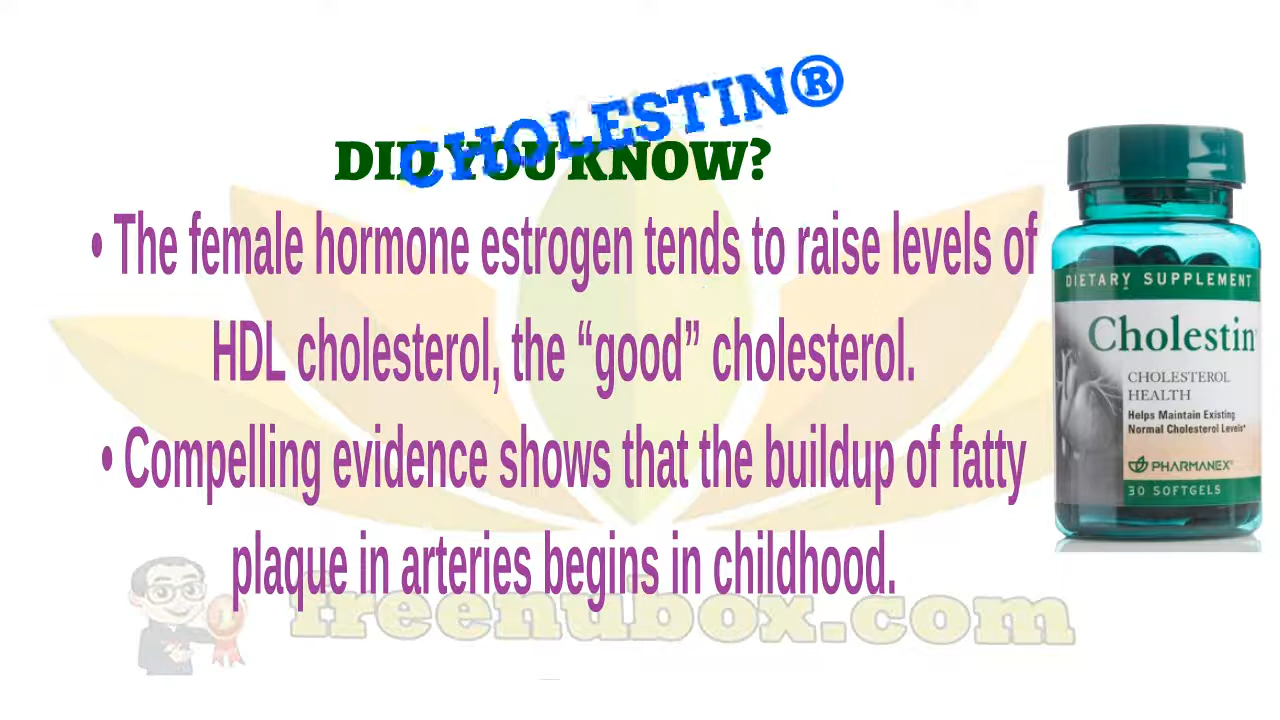 CHOLESTIN®
DID YOU KNOW?
• The female hormone estrogen tends to raise levels of
HDL cholesterol, the “good” cholesterol.
• Compelling evidence shows that the buildup of fatty
plaque in arteries begins in childhood.
freenubox.com
DIETARY SUPPLEMENT
Cholestin
CHOLESTEROL
HEALTH
Helps Maintain Existing
Normal Cholesterol Levels*
PHARMANEX®
30 SOFTGELS